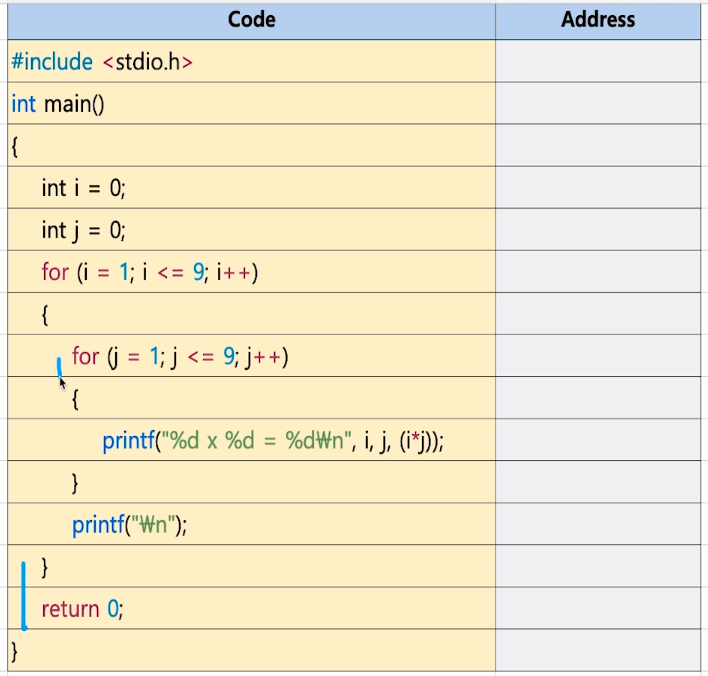 Code Address
#include <stdio.h>
int main()
{
int i = 0;
int j = 0;
for (i = 1; i <= 9; i++)
{
for (j = 1; j <= 9; j++)
{
printf("%d x %d = %d₩n", i, j, (i*j));
}
printf("₩n");
}
return 0;
}